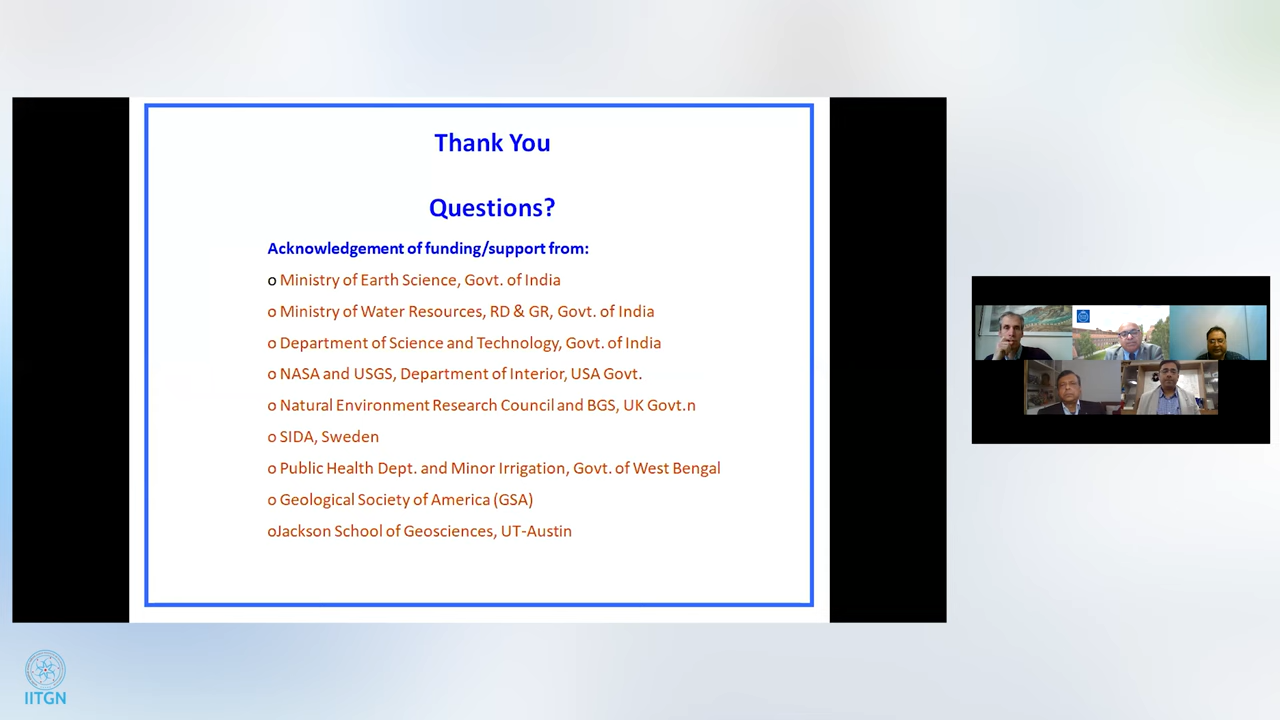 Thank You
Questions?
Acknowledgement of funding/support from:
o Ministry of Earth Science, Govt. of India
o Ministry of Water Resources, RD & GR, Govt. of India
o Department of Science and Technology, Govt. of India
o NASA and USGS, Department of Interior, USA Govt.
o Natural Environment Research Council and BGS, UK Govt.n
o SIDA, Sweden
o Public Health Dept. and Minor Irrigation, Govt. of West Bengal
o Geological Society of America (GSA)
oJackson School of Geosciences, UT-Austin
IITGN